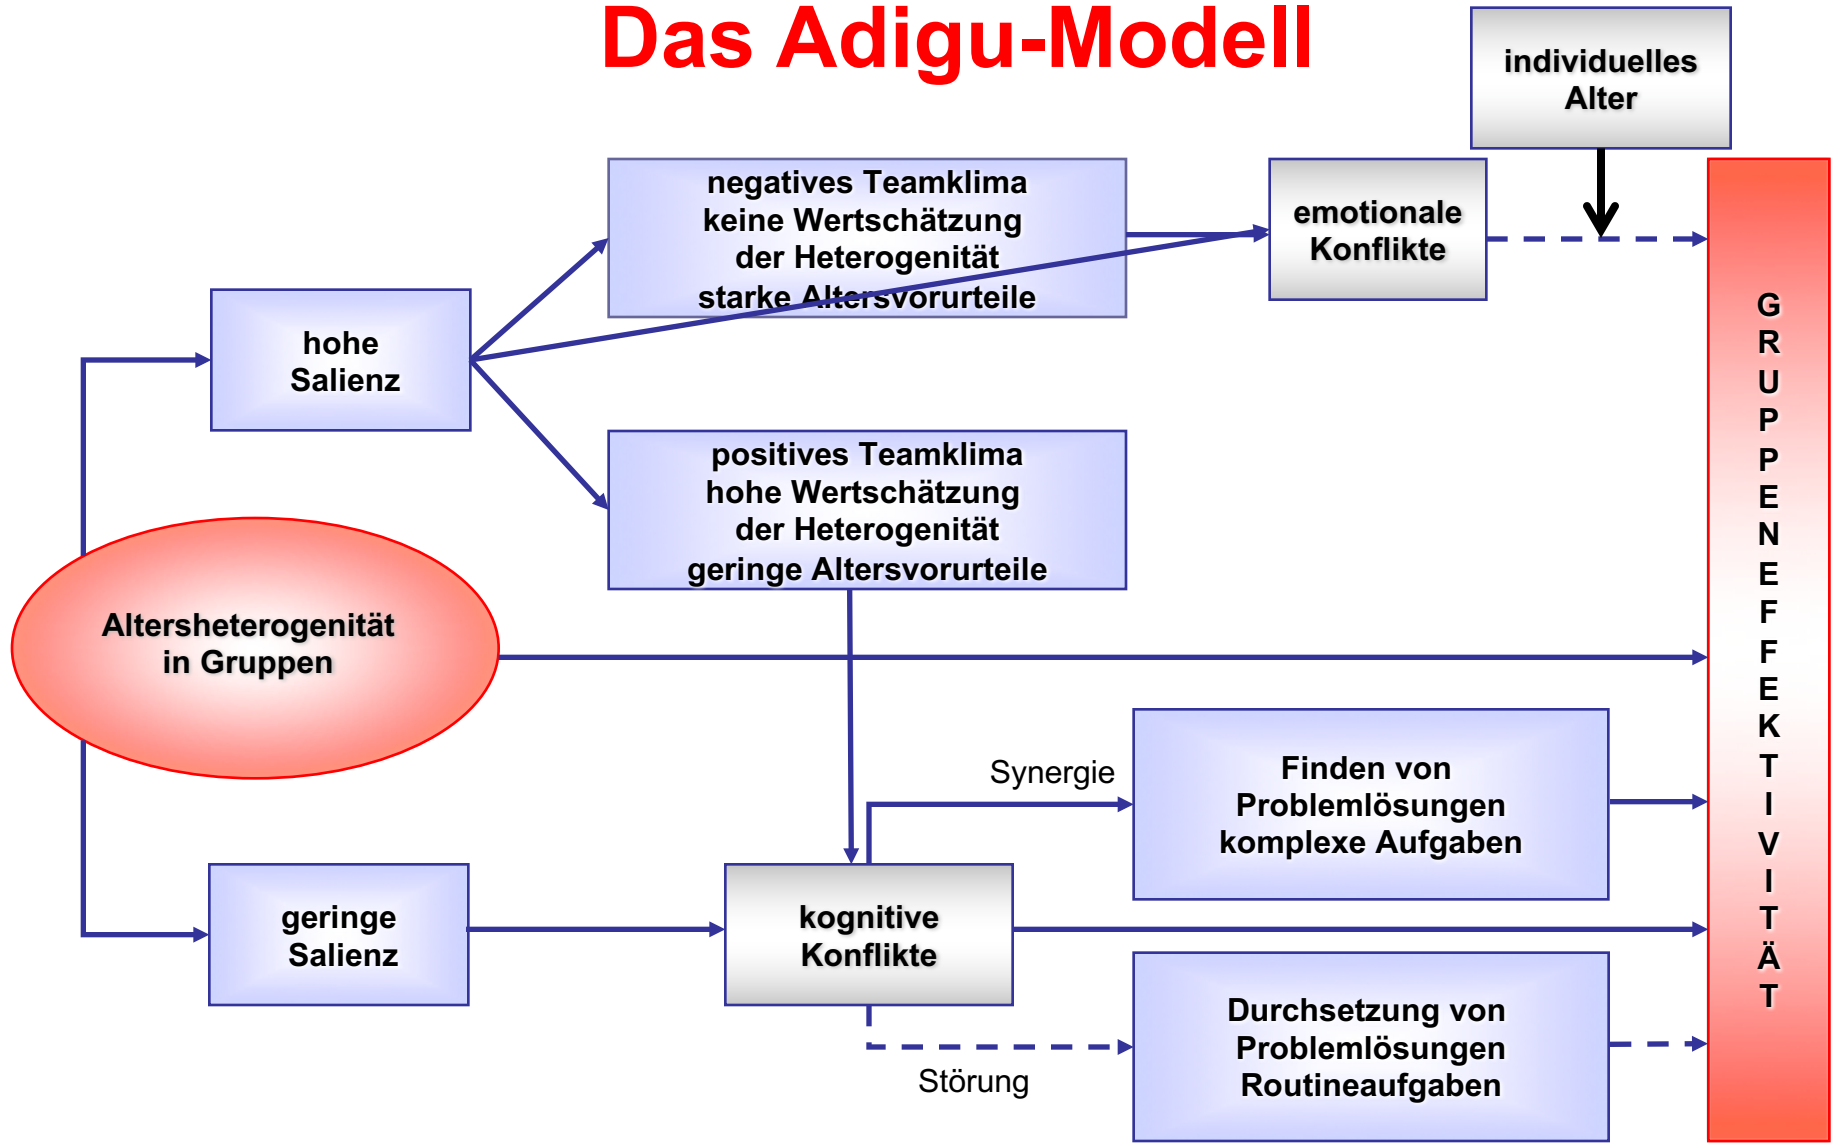 Das Adigu-Modell
individuelles
Alter
negatives Teamklima
keine Wertschätzung
der Heterogenität
starke Altersvorurteile
emotionale
Konflikte
hohe
Salienz
positives Teamklima
hohe Wertschätzung
der Heterogenität
geringe Altersvorurteile
Altersheterogenität
in Gruppen
Synergie
Finden von
Problemlösungen
komplexe Aufgaben
geringe
Salienz
kognitive
Konflikte
Störung
Durchsetzung von
Problemlösungen
Routineaufgaben
G
R
U
P
P
E
N
E
F
F
E
K
T
I
V
I
T
Ä
T